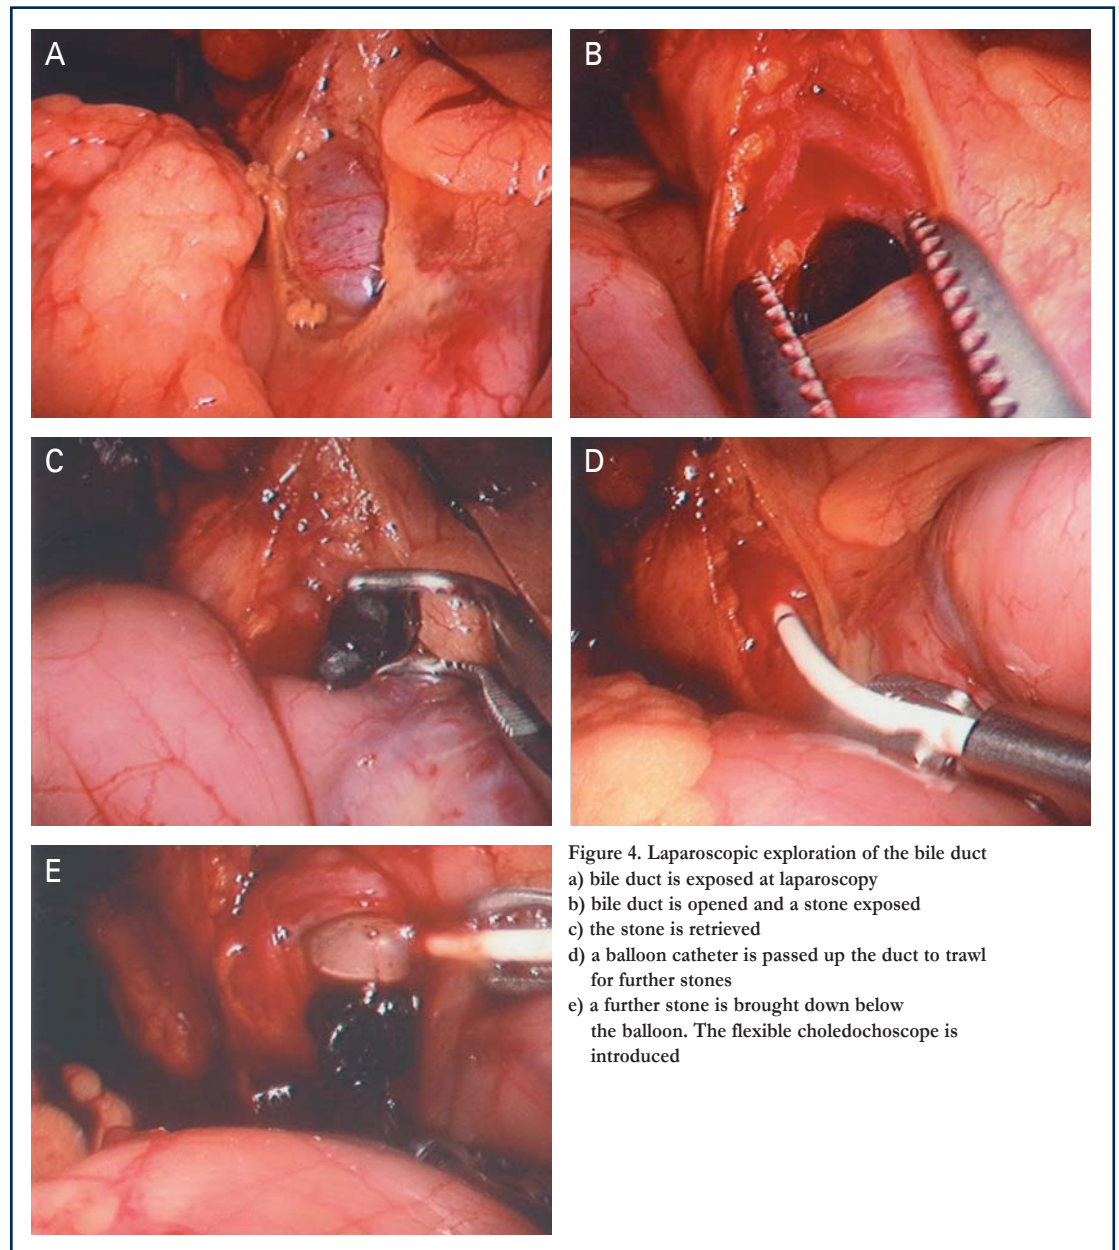 A
B
C
D
E
Figure 4. Laparoscopic exploration of the bile duct
a) bile duct is exposed at laparoscopy
b) bile duct is opened and a stone exposed
c) the stone is retrieved
d) a balloon catheter is passed up the duct to trawl
for further stones
e) a further stone is brought down below
the balloon. The flexible choledochoscope is
introduced